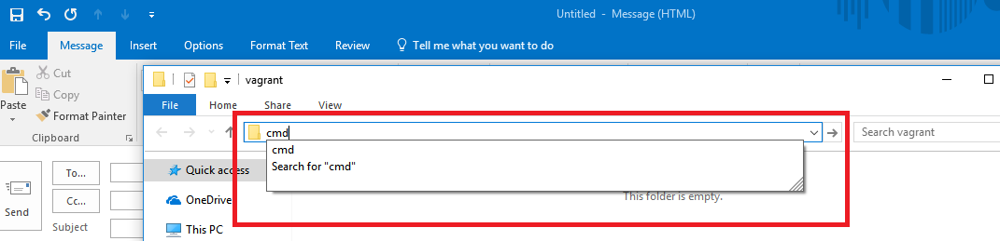 Untitled - Message (HTML)
File Message Insert Options Format Text Review Tell me what you want to do
Paste
Cut
Copy
Format Painter
Clipboard
To...
Cc...
Send
Subject
vagrant
File Home Share View
cmd
Search vagrant
cmd
Search for "cmd"
Quick access
OneDrive
This PC
This folder is empty.